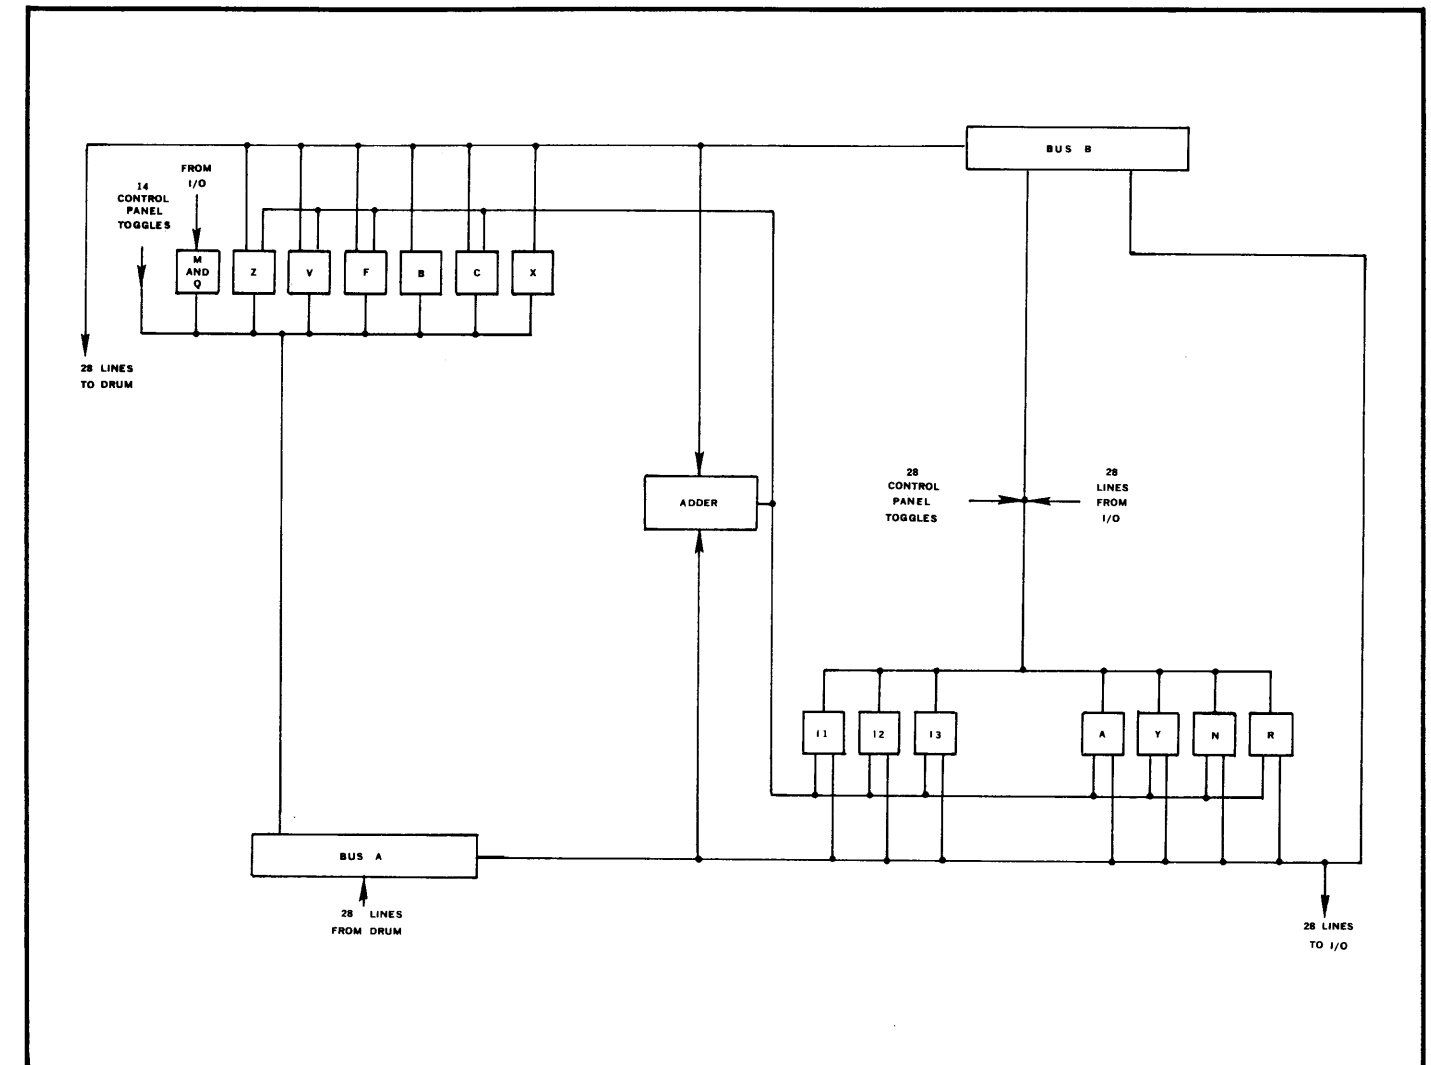 BUS B
FROM
I/O
14
CONTROL
PANEL
TOGGLES
M
AND
Q
Z
V
F
B
C
X
28 LINES
TO DRUM
28
CONTROL
PANEL
TOGGLES
28
LINES
FROM
I/O
ADDER
I1
I2
I3
A
Y
N
R
BUS A
28 LINES
FROM DRUM
28 LINES
TO I/O